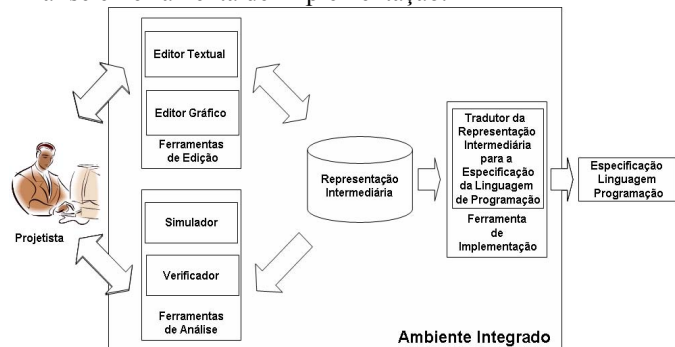 Editor Textual
Editor Gráfico
Ferramentas
de Edição
Projetista
Simulador
Verificador
Ferramentas
de Análise
Representação
Intermediária
Tradutor da
Representação
Intermediária
para a
Especificação
da Linguagem
de Programação
Ferramenta
de
Implementação
Especificação
Linguagem
Programação
Ambiente Integrado